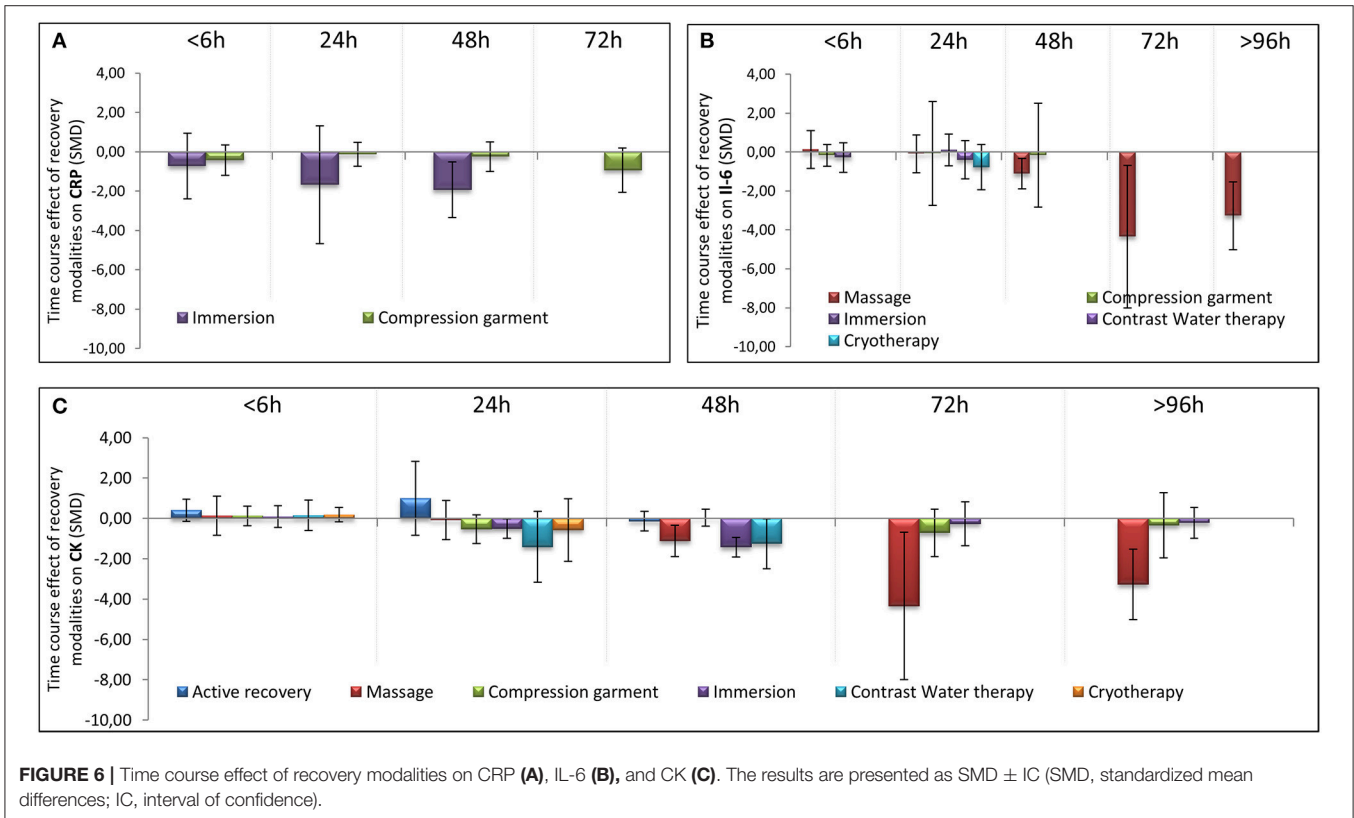 A
<6h 24h 48h 72h
Time course effect of recovery
modalities on CRP (SMD)
4,00
2,00
0,00
-2,00
-4,00
-6,00
-8,00
-10,00
Immersion Compression garment
B
<6h 24h 48h 72h >96h
Time course effect of recovery
modalities on Il-6 (SMD)
4,00
2,00
0,00
-2,00
-4,00
-6,00
-8,00
-10,00
Massage Compression garment
Immersion Contrast Water therapy
Cryotherapy
C
<6h 24h 48h 72h >96h
Time course effect of recovery
modalities on CK (SMD)
4,00
2,00
0,00
-2,00
-4,00
-6,00
-8,00
-10,00
Active recovery Massage Compression garment Immersion Contrast Water therapy Cryotherapy
FIGURE 6 | Time course effect of recovery modalities on CRP (A), IL-6 (B), and CK (C). The results are presented as SMD ± IC (SMD, standardized mean
differences; IC, interval of confidence).